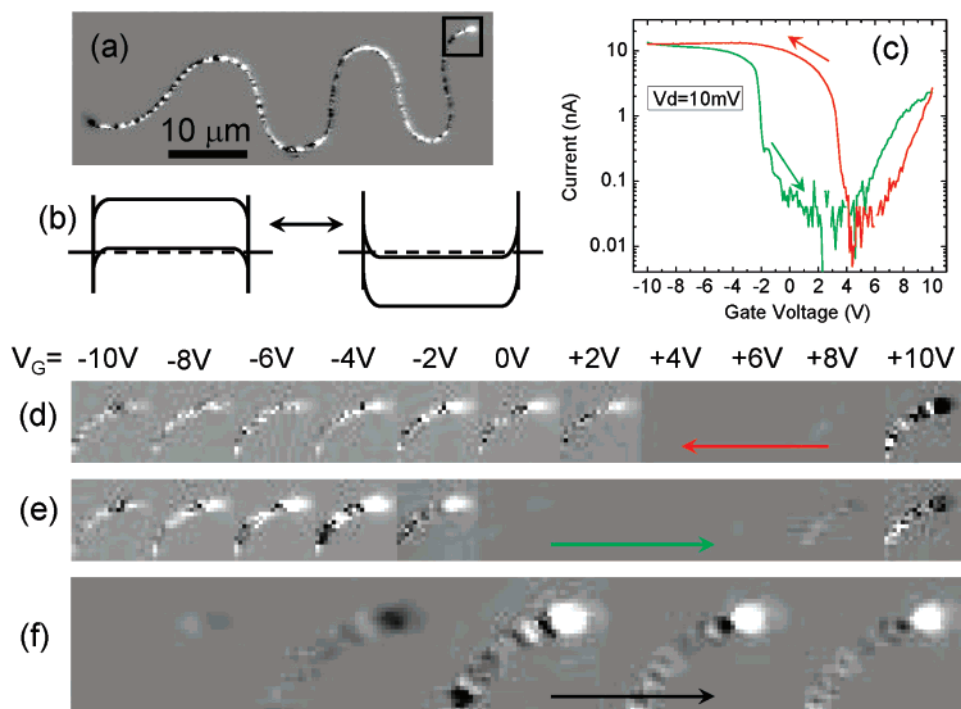 (a)
10 μm
(b)
(c)
Current (nA)
10
1
0.1
0.01
Vd=10mV
-10 -8 -6 -4 -2 0 2 4 6 8 10
Gate Voltage (V)
VG= -10V -8V -6V -4V -2V 0V +2V +4V +6V +8V +10V
(d)
(e)
(f)